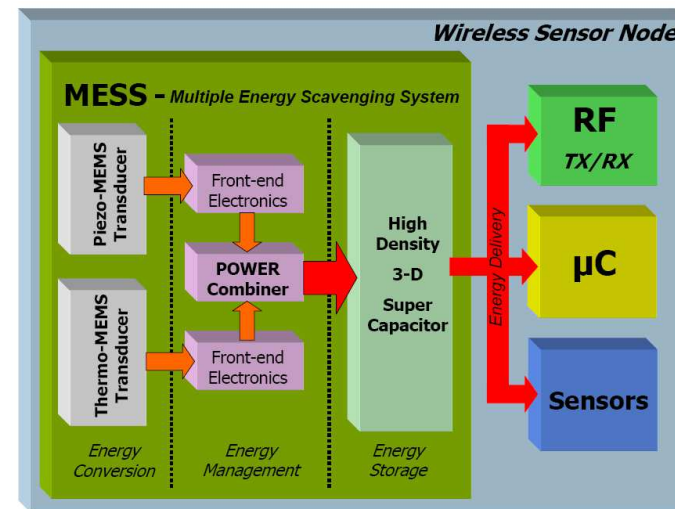 Wireless Sensor Node
MESS - Multiple Energy Scavenging System
Piezo-MEMS
Transducer
Thermo-MEMS
Transducer
Front-end
Electronics
POWER
Combiner
Front-end
Electronics
High
Density
3-D
Super
Capacitor
Energy Delivery
RF
TX/RX
µC
Sensors
Energy
Conversion
Energy
Management
Energy
Storage